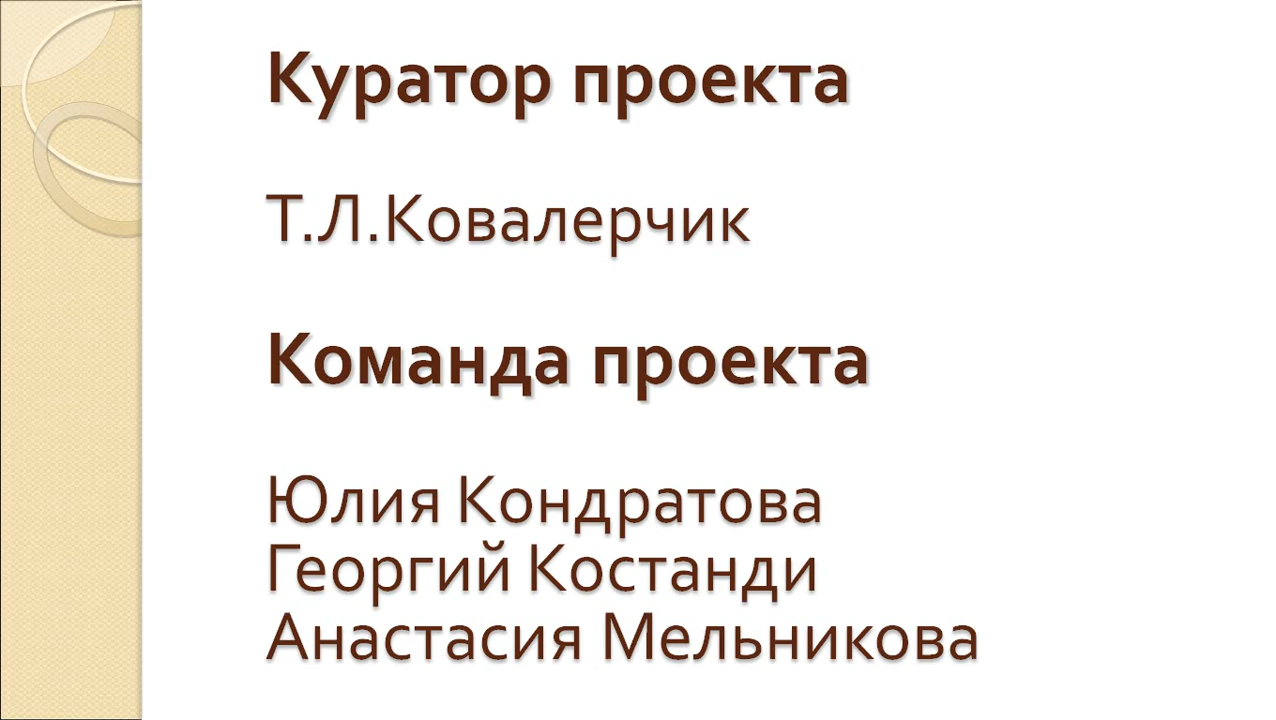 Куратор проекта
Т.Л.Ковалерчик
Команда проекта
Юлия Кондратова
Георгий Костанди
Анастасия Мельникова